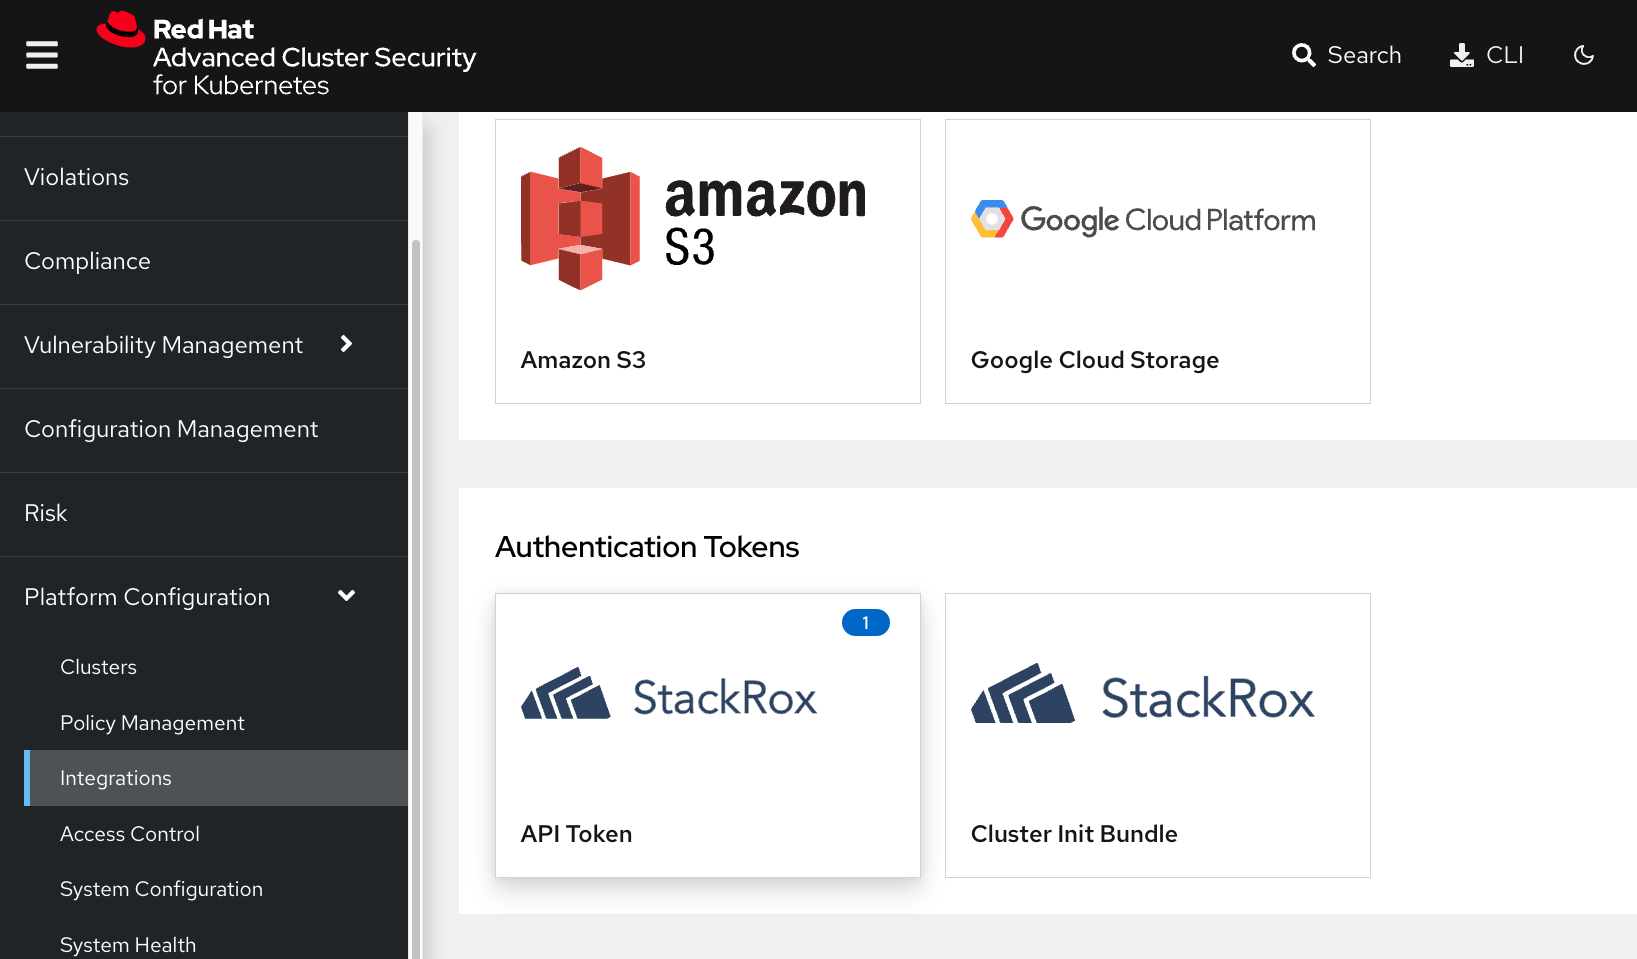 Red Hat
Advanced Cluster Security
for Kubernetes
Search
CLI
Violations
Compliance
Vulnerability Management
Configuration Management
Risk
Platform Configuration
Clusters
Policy Management
Integrations
Access Control
System Configuration
System Health
amazon
S3
Amazon S3
Google Cloud Platform
Google Cloud Storage
Authentication Tokens
1
StackRox
API Token
StackRox
Cluster Init Bundle